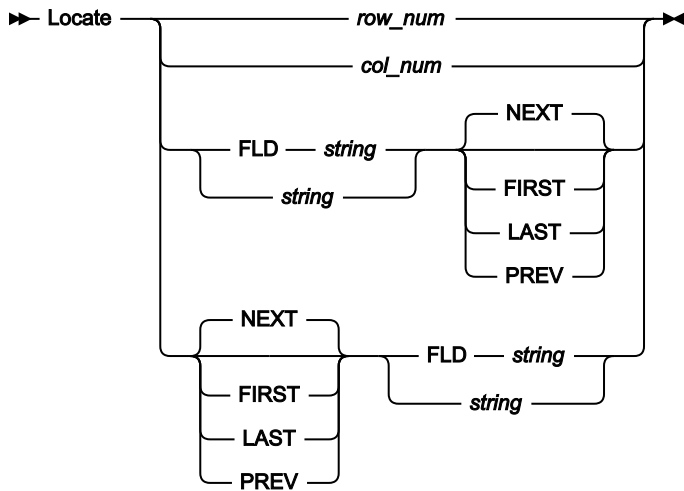 Locate row_num
col_num
NEXT
FLD string
string
FIRST
LAST
PREV
NEXT
FLD string
FIRST
string
LAST
PREV